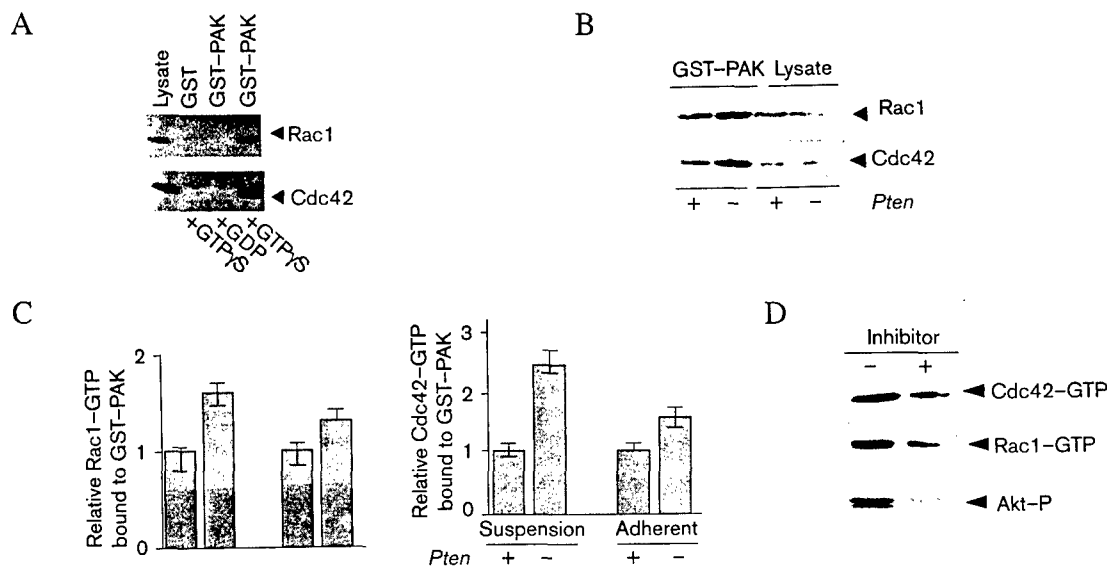 A
Lysate
GST
GST–PAK
GST–PAK
Rac1
Cdc42
+GTPγS
+GDP
+GTPγS
B
GST–PAK Lysate
Rac1
Cdc42
+ – + – Pten
C
Relative Rac1–GTP
bound to GST–PAK
2
1
0
Relative Cdc42–GTP
bound to GST–PAK
3
2
1
0
Suspension Adherent
Pten + – + –
D
Inhibitor
– +
Cdc42–GTP
Rac1–GTP
Akt–P